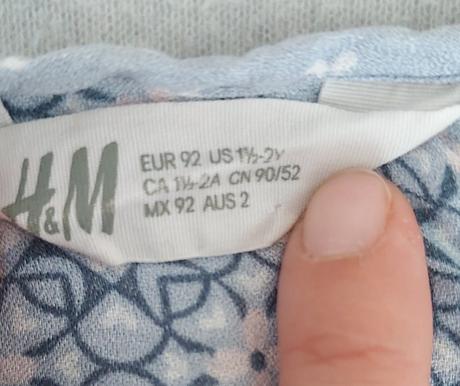 H&M
EUR 92 US 1½-2Y
CA 1½-2A CN 90/52
MX 92 AUS 2